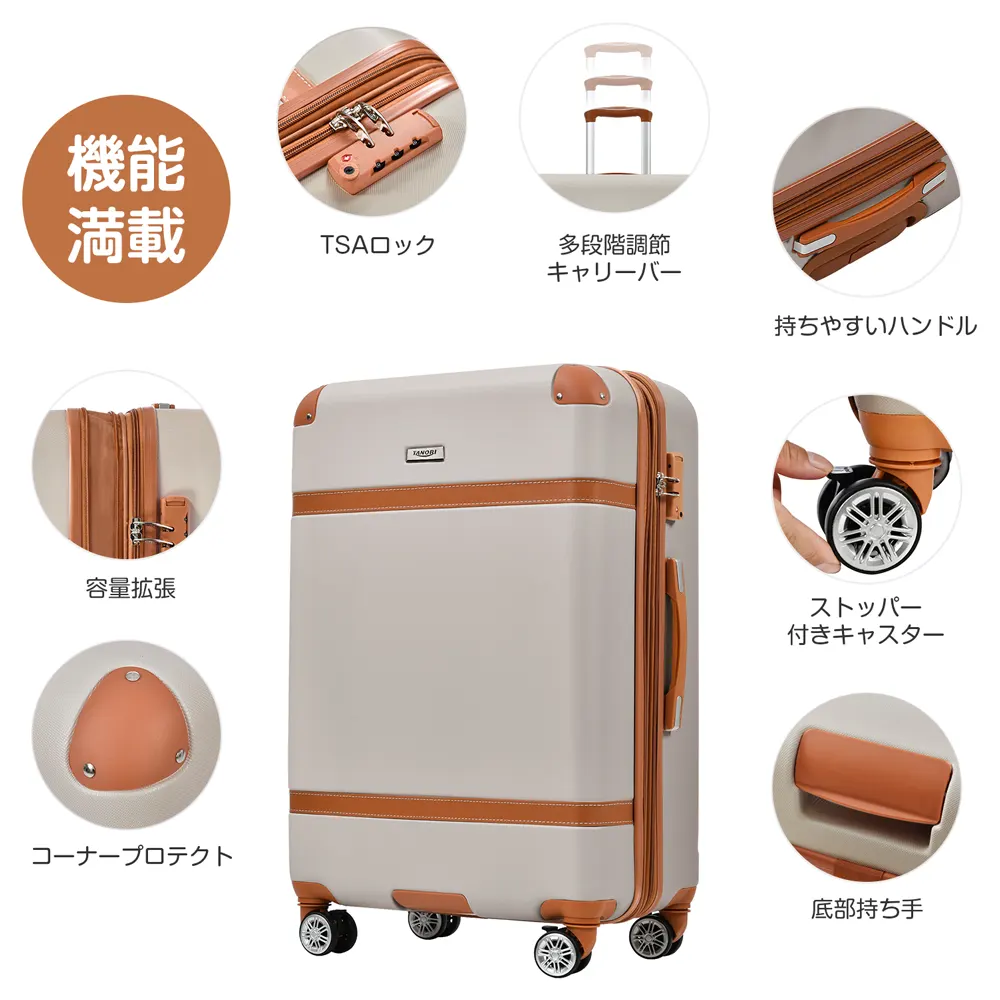 機能
満載
TSAロック
多段階調節
キャリーバー
持ちやすいハンドル
TANOBI
容量拡張
ストッパー
付きキャスター
コーナープロテクト
底部持ち手